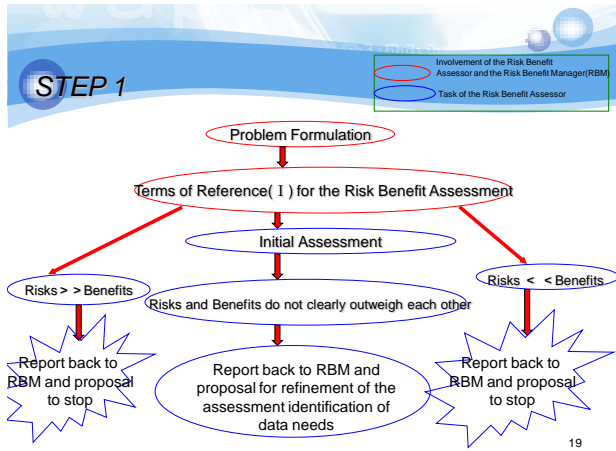 STEP 1
Involvement of the Risk Benefit
Assessor and the Risk Benefit Manager(RBM)
Task of the Risk Benefit Assessor
Problem Formulation
Terms of Reference( I ) for the Risk Benefit Assessment
Initial Assessment
Risks > > Benefits
Risks and Benefits do not clearly outweigh each other
Risks < < Benefits
Report back to
RBM and proposal
to stop
Report back to RBM and
proposal for refinement of the
assessment identification of
data needs
Report back to
RBM and proposal
to stop
19